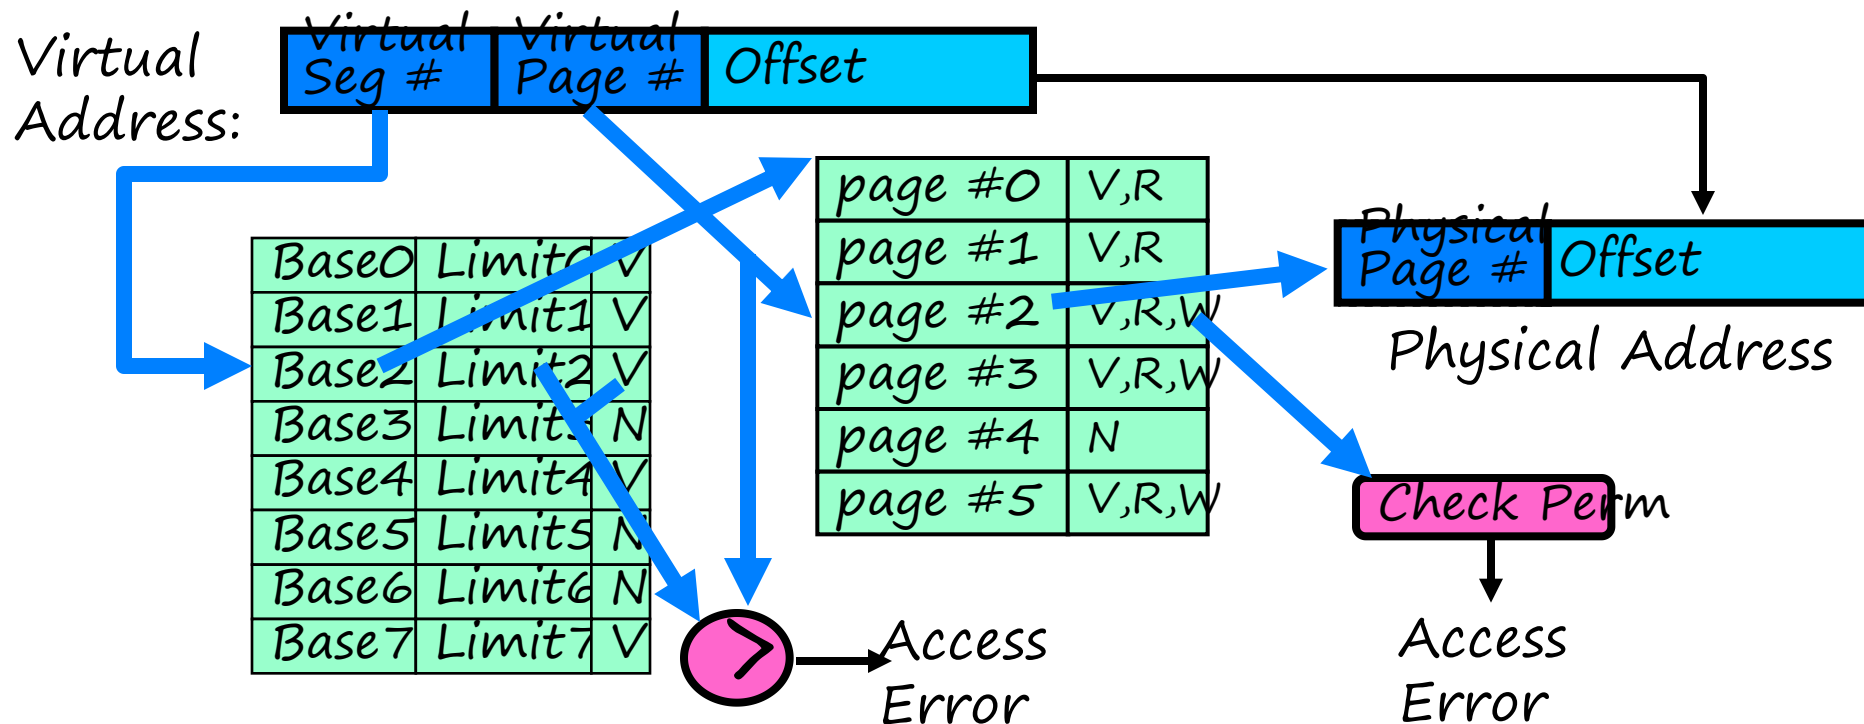 Virtual
Address:
Virtual
Seg #
Virtual
Page #
Offset
Base0 Limit0 V
Base1 Limit1 V
Base2 Limit2 V
Base3 Limit3 N
Base4 Limit4 V
Base5 Limit5 N
Base6 Limit6 N
Base7 Limit7 V
>
Access
Error
page #0 V,R
page #1 V,R
page #2 V,R,W
page #3 V,R,W
page #4 N
page #5 V,R,W
Physical
Page #
Offset
Physical Address
Check Perm
Access
Error